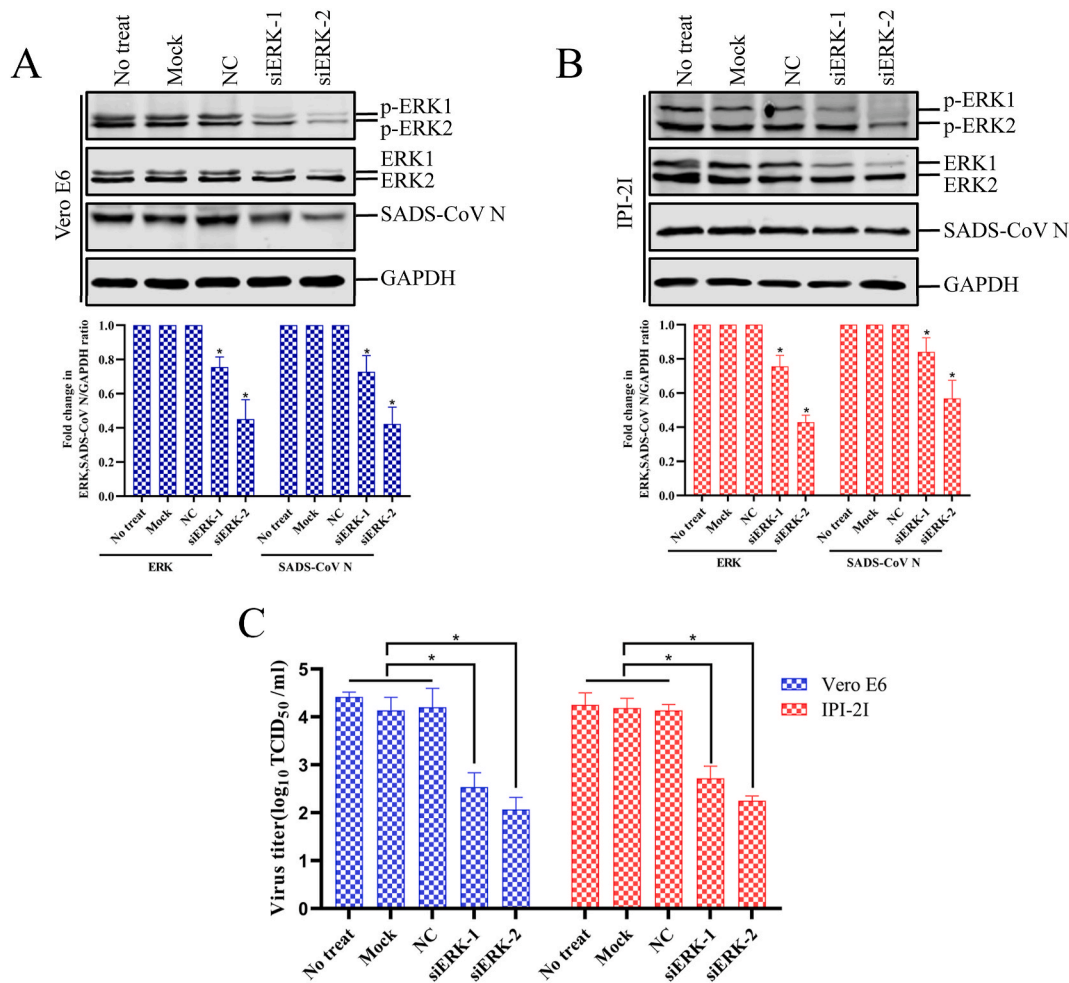 A
No treat
Mock
NC
siERK-1
siERK-2
p-ERK1
p-ERK2
ERK1
ERK2
SADS-CoV N
GAPDH
Vero E6
Fold change in
ERK,SADS-CoV N/GAPDH ratio
1.0
0.8
0.6
0.4
0.2
0.0
* * * *
No treat
Mock
NC
siERK-1
siERK-2
No treat
Mock
NC
siERK-1
siERK-2
ERK
SADS-CoV N
B
No treat
Mock
NC
siERK-1
siERK-2
p-ERK1
p-ERK2
ERK1
ERK2
SADS-CoV N
GAPDH
IPI-2I
Fold change in
ERK,SADS-CoV N/GAPDH ratio
1.0
0.8
0.6
0.4
0.2
0.0
* * * *
No treat
Mock
NC
siERK-1
siERK-2
No treat
Mock
NC
siERK-1
siERK-2
ERK
SADS-CoV N
C
Virus titer(log₁₀ TCID₅₀ /ml)
5
4
3
2
1
0
* * * *
No treat
Mock
NC
siERK-1
siERK-2
No treat
Mock
NC
siERK-1
siERK-2
Vero E6
IPI-2I